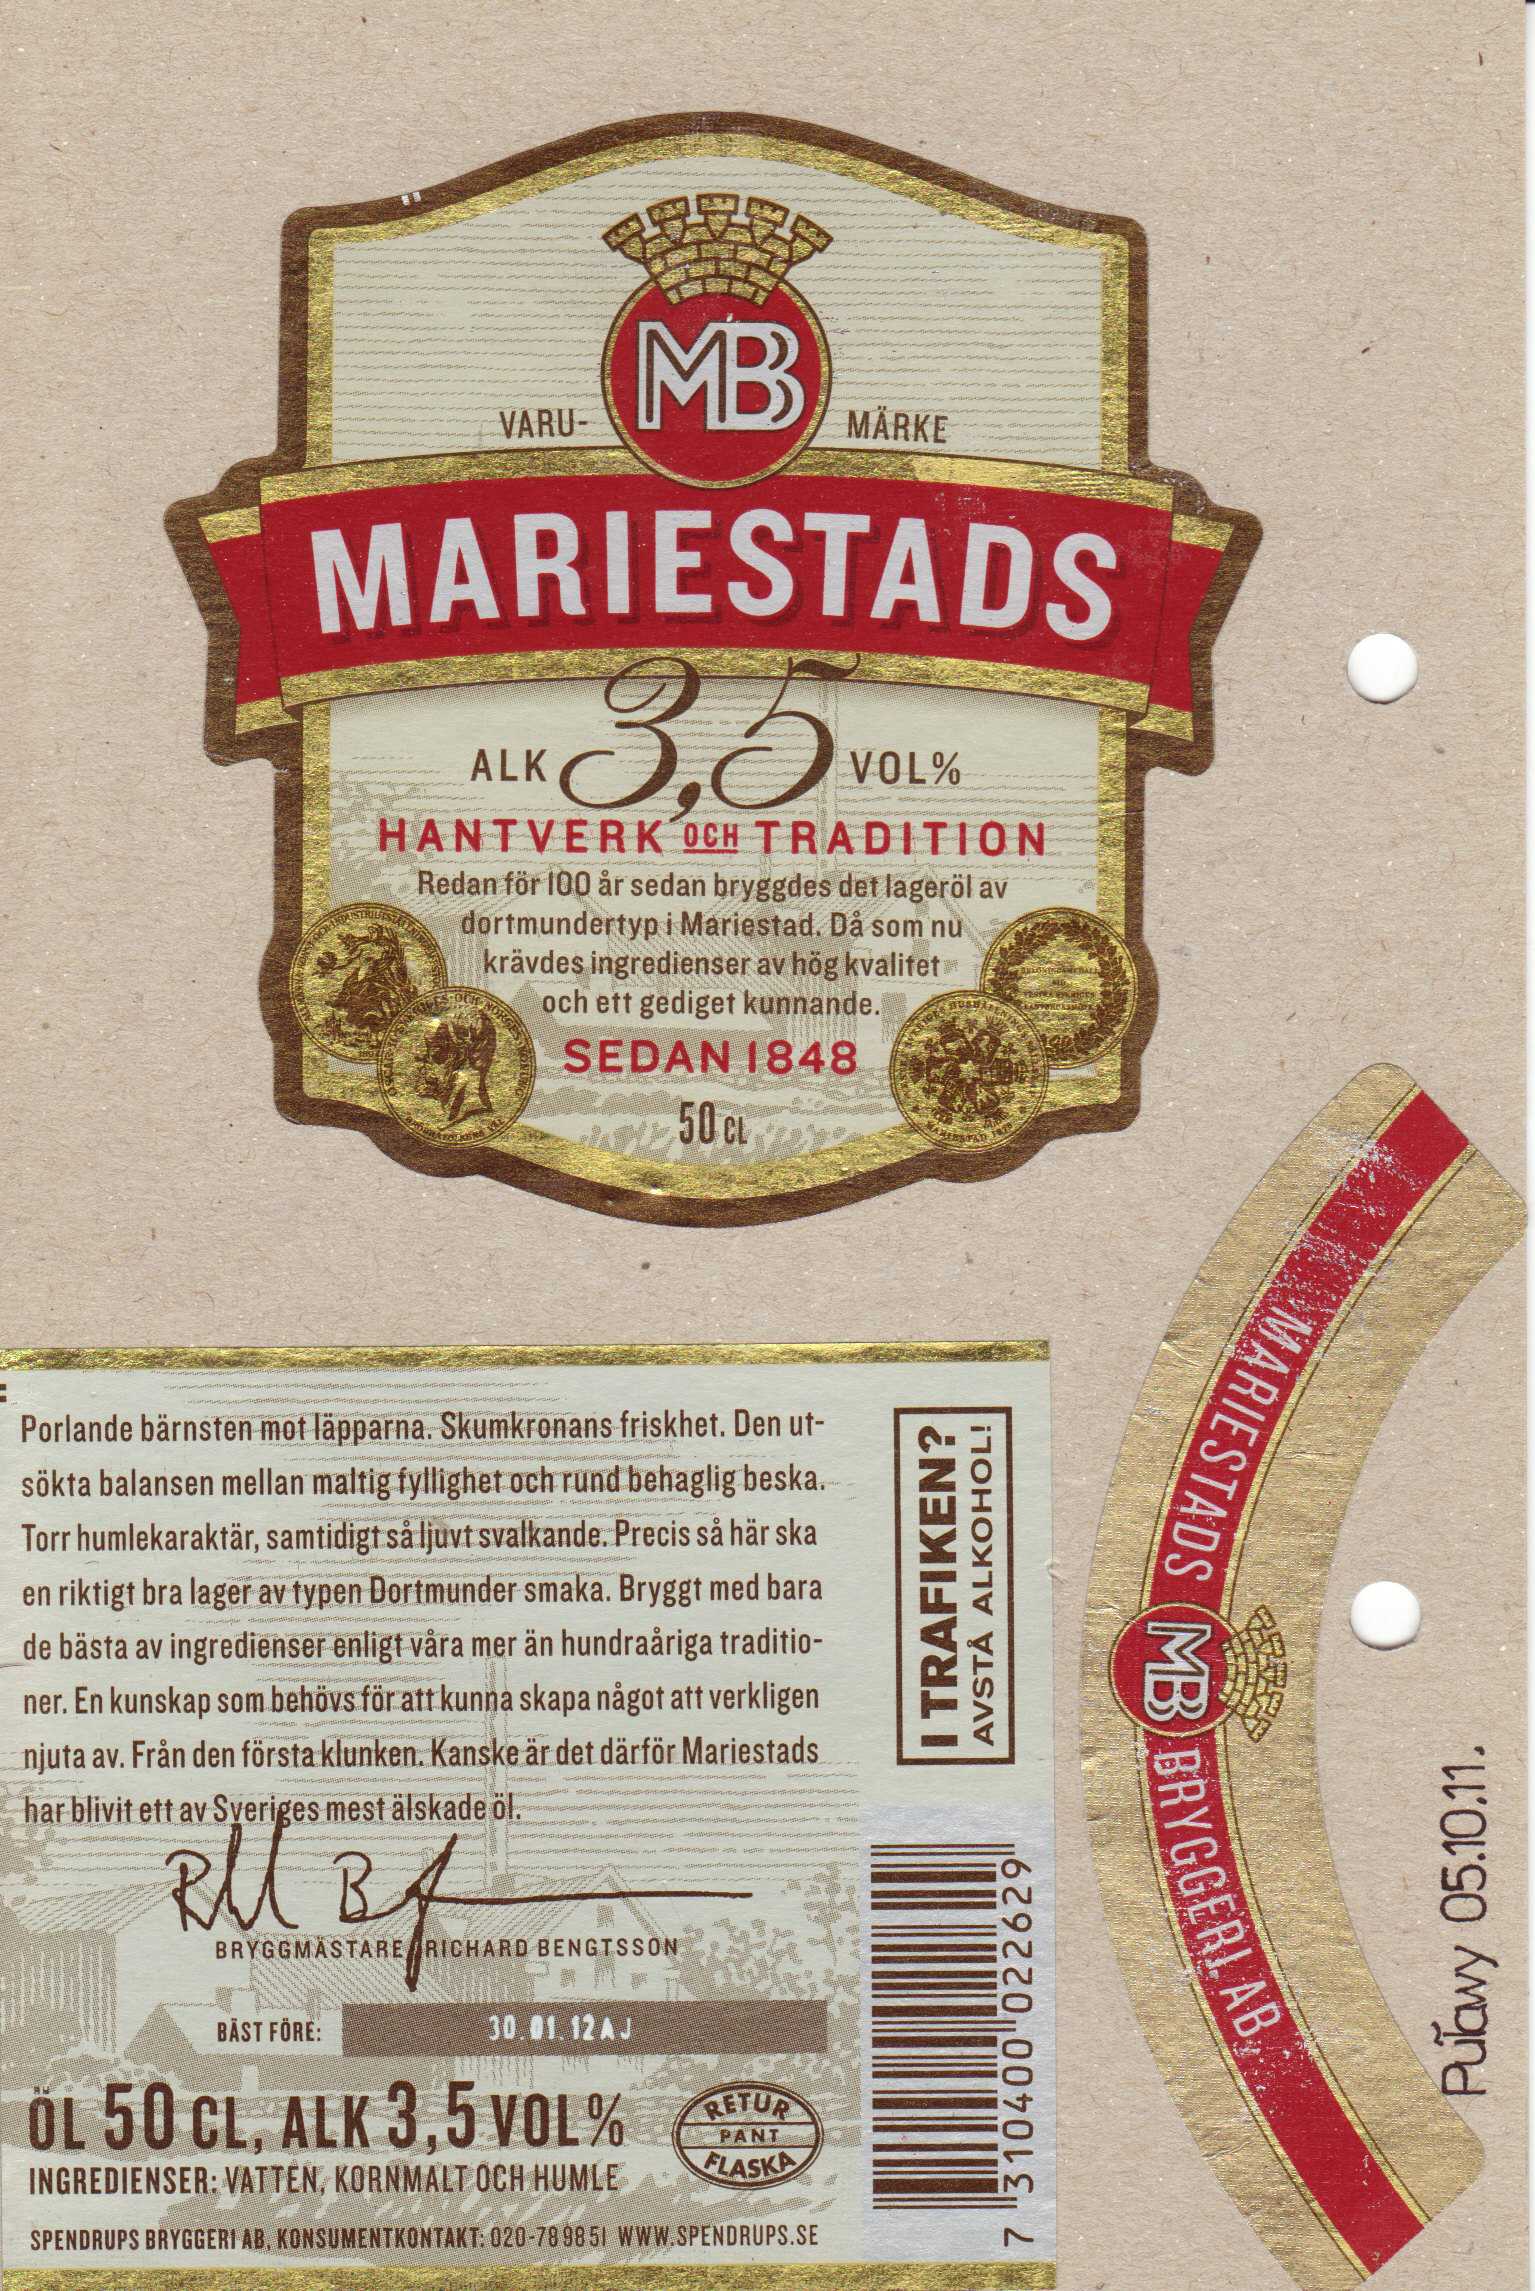 MB
VARU- MÄRKE
MARIESTADS
ALK 3,5 VOL%
HANTVERK OCH TRADITION
Redan för 100 år sedan bryggdes det lageröl av
dortmundertyp i Mariestad. Då som nu
krävdes ingredienser av hög kvalitet
och ett gediget kunnande.
SEDAN 1848
50 CL
Porlande bärnsten mot läpparna. Skumkronans friskhet. Den ut-
sökta balansen mellan maltig fyllighet och rund behaglig beska.
Torr humlekaraktär, samtidigt så ljuvt svalkande. Precis så här ska
en riktigt bra lager av typen Dortmunder smaka. Bryggt med bara
de bästa av ingredienser enligt våra mer än hundraåriga traditio-
ner. En kunskap som behövs för att kunna skapa något att verkligen
njuta av. Från den första klunken. Kanske är det därför Mariestads
har blivit ett av Sveriges mest älskade öl.
BRYGGMÄSTARE RICHARD BENGTSSON
BÄST FÖRE: 30.01.12AJ
ÖL 50 CL, ALK 3,5 VOL%
INGREDIENSER: VATTEN, KORNMALT OCH HUMLE
SPENDRUPS BRYGGERI AB, KONSUMENTKONTAKT: 020-789851 WWW.SPENDRUPS.SE
RETUR
PANT
FLASKA
I TRAFIKEN?
AVSTÅ ALKOHOL!
7 310400 022629
MARIESTADS MB BRYGGERI AB
Puławy 05.10.11.